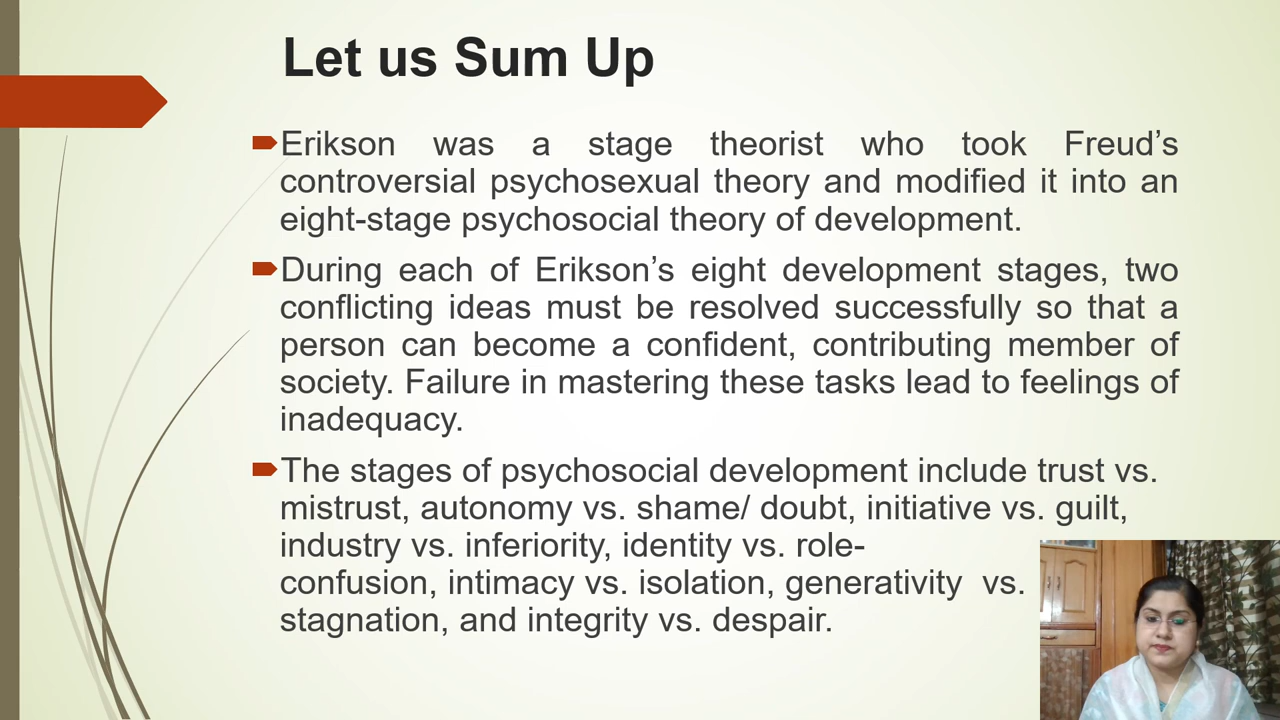 Let us Sum Up
Erikson was a stage theorist who took Freud’s
controversial psychosexual theory and modified it into an
eight-stage psychosocial theory of development.
During each of Erikson’s eight development stages, two
conflicting ideas must be resolved successfully so that a
person can become a confident, contributing member of
society. Failure in mastering these tasks lead to feelings of
inadequacy.
The stages of psychosocial development include trust vs.
mistrust, autonomy vs. shame/ doubt, initiative vs. guilt,
industry vs. inferiority, identity vs. role-
confusion, intimacy vs. isolation, generativity vs.
stagnation, and integrity vs. despair.